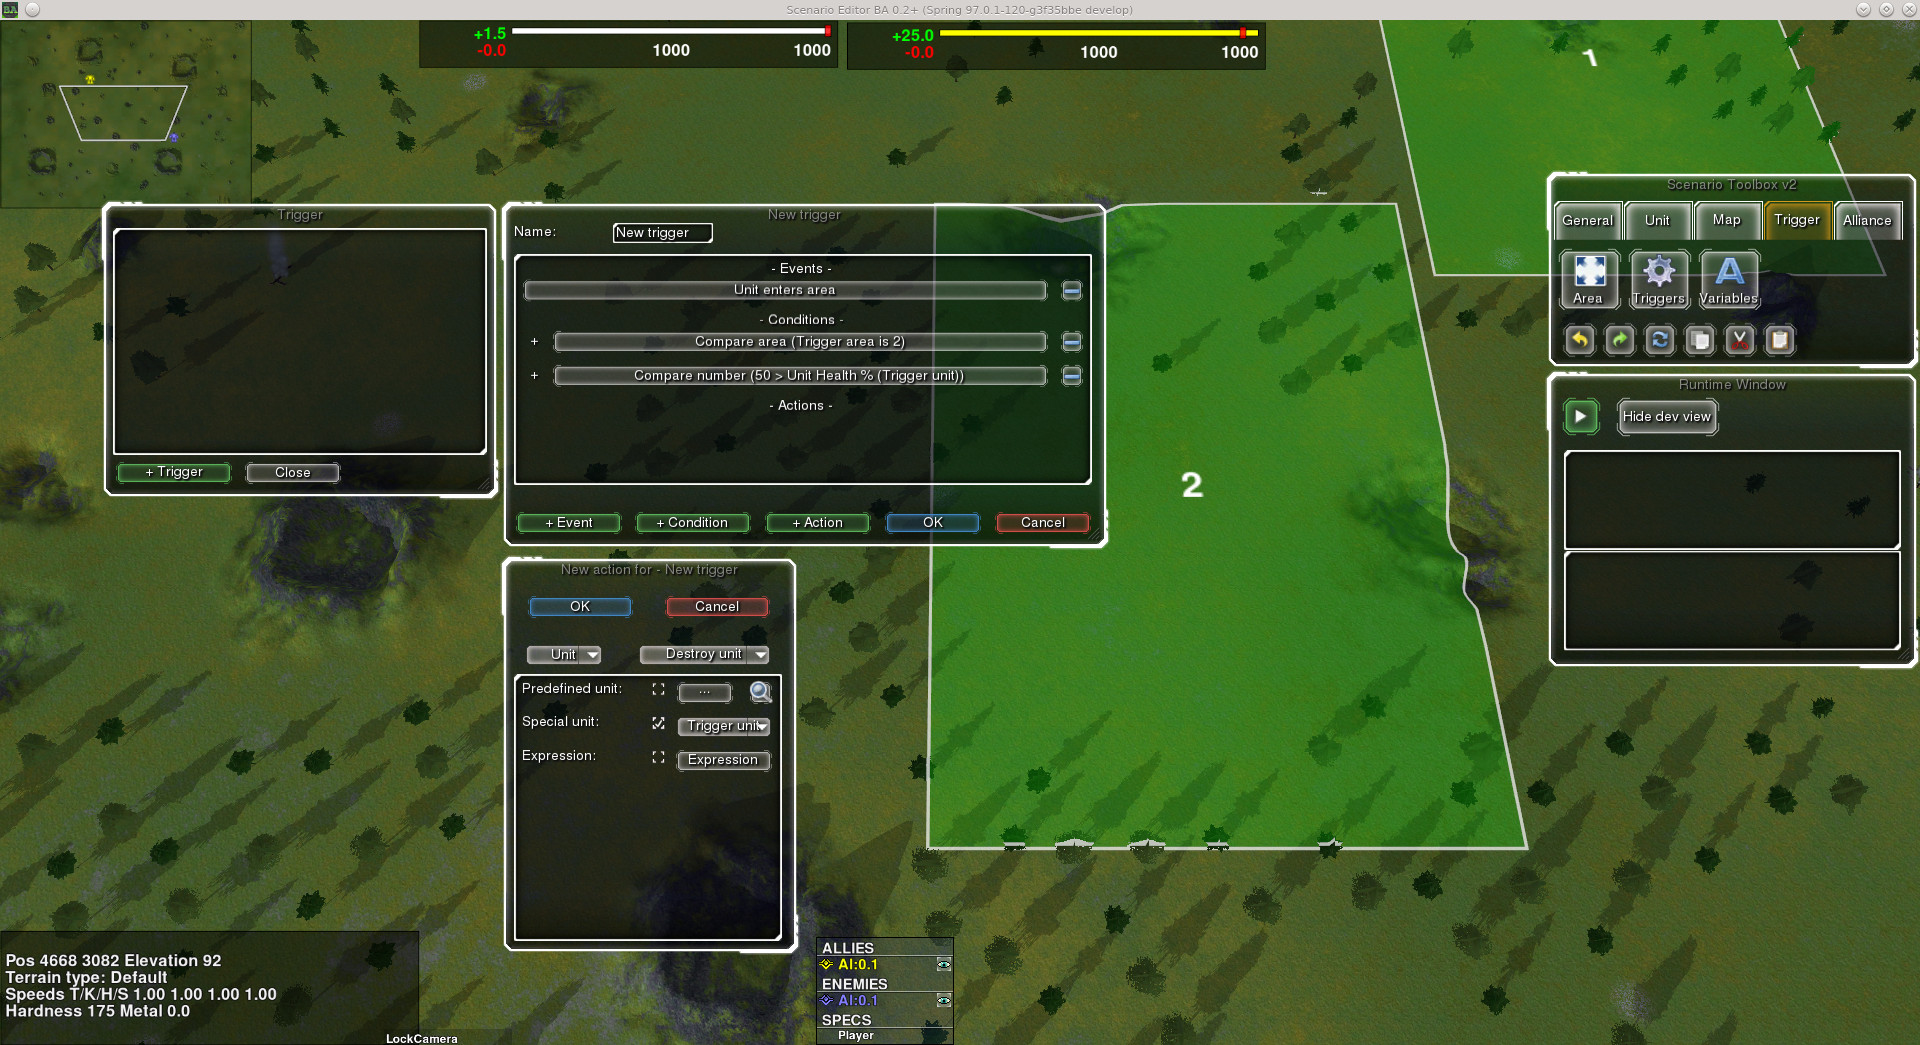 Scenario Editor BA 0.2+ (Spring 97.0.1-120-g3f35bbe develop)
BA
+1.5
-0.0 1000 1000
+25.0
-0.0 1000 1000
1
Trigger
+ Trigger Close
New trigger
Name: New trigger
- Events -
Unit enters area
- Conditions -
+ Compare area (Trigger area is 2)
+ Compare number (50 > Unit Health % (Trigger unit))
- Actions -
+ Event + Condition + Action OK Cancel
New action for - New trigger
OK Cancel
Unit Destroy unit
Predefined unit: ...
Special unit: Trigger unit
Expression: Expression
2
Scenario Toolbox v2
General Unit Map Trigger Alliance
Area Triggers Variables
Runtime Window
Hide dev view
Pos 4668 3082 Elevation 92
Terrain type: Default
Speeds T/K/H/S 1.00 1.00 1.00 1.00
Hardness 175 Metal 0.0
LockCamera
ALLIES
AI:0.1
ENEMIES
AI:0.1
SPECS
Player